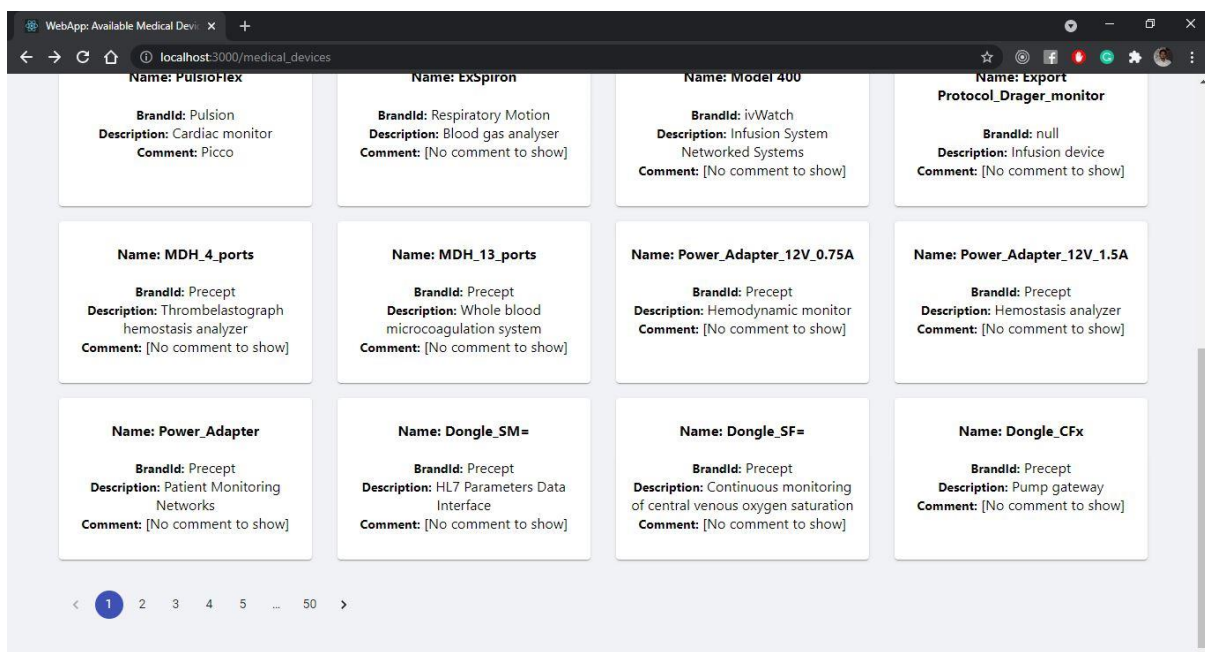 WebApp: Available Medical Devic
localhost:3000/medical_devices
Name: PulsioFlex
BrandId: Pulsion
Description: Cardiac monitor
Comment: Picco
Name: ExSpiron
BrandId: Respiratory Motion
Description: Blood gas analyser
Comment: [No comment to show]
Name: Model 400
BrandId: ivWatch
Description: Infusion System
Networked Systems
Comment: [No comment to show]
Name: Export
Protocol_Drager_monitor
BrandId: null
Description: Infusion device
Comment: [No comment to show]
Name: MDH_4_ports
BrandId: Precept
Description: Thrombelastograph
hemostasis analyzer
Comment: [No comment to show]
Name: MDH_13_ports
BrandId: Precept
Description: Whole blood
microcoagulation system
Comment: [No comment to show]
Name: Power_Adapter_12V_0.75A
BrandId: Precept
Description: Hemodynamic monitor
Comment: [No comment to show]
Name: Power_Adapter_12V_1.5A
BrandId: Precept
Description: Hemostasis analyzer
Comment: [No comment to show]
Name: Power_Adapter
BrandId: Precept
Description: Patient Monitoring
Networks
Comment: [No comment to show]
Name: Dongle_SM=
BrandId: Precept
Description: HL7 Parameters Data
Interface
Comment: [No comment to show]
Name: Dongle_SF=
BrandId: Precept
Description: Continuous monitoring
of central venous oxygen saturation
Comment: [No comment to show]
Name: Dongle_CFx
BrandId: Precept
Description: Pump gateway
Comment: [No comment to show]
‹ 1 2 3 4 5 ... 50 ›